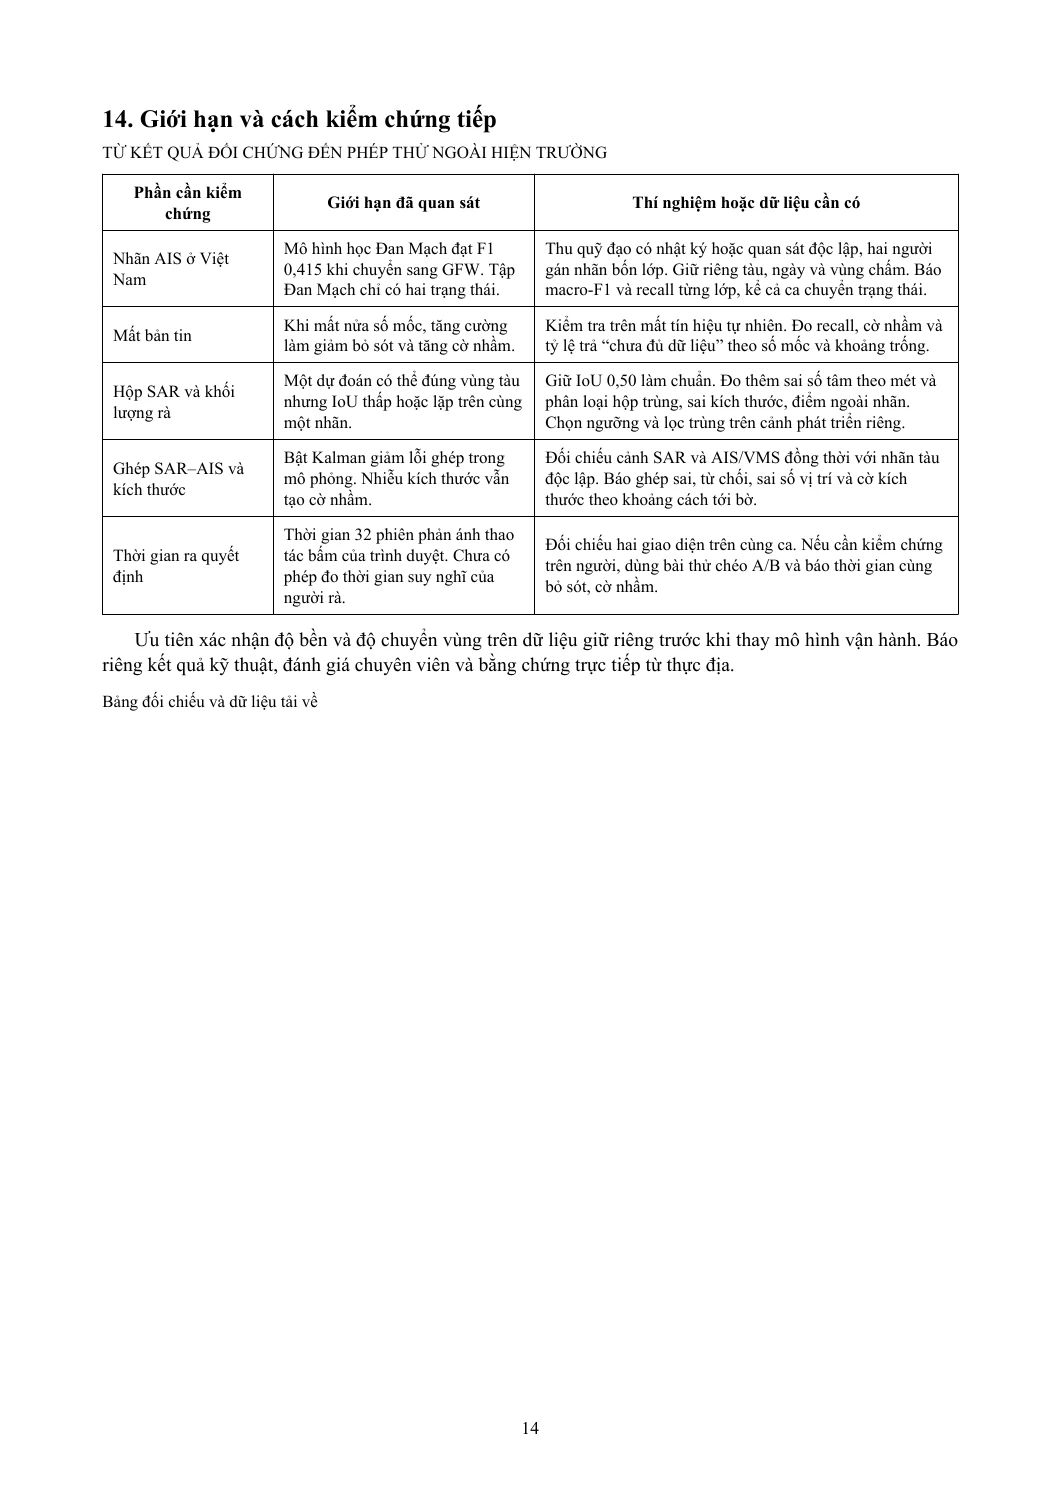 14. Giới hạn và cách kiểm chứng tiếp
TỪ KẾT QUẢ ĐỐI CHỨNG ĐẾN PHÉP THỬ NGOÀI HIỆN TRƯỜNG
Phần cần kiểm
chứng
Giới hạn đã quan sát
Thí nghiệm hoặc dữ liệu cần có
Nhãn AIS ở Việt
Nam
Mô hình học Đan Mạch đạt F1
0,415 khi chuyển sang GFW. Tập
Đan Mạch chỉ có hai trạng thái.
Thu quỹ đạo có nhật ký hoặc quan sát độc lập, hai người
gán nhãn bốn lớp. Giữ riêng tàu, ngày và vùng chấm. Báo
macro-F1 và recall từng lớp, kể cả ca chuyển trạng thái.
Mất bản tin
Khi mất nửa số mốc, tăng cường
làm giảm bỏ sót và tăng cờ nhầm.
Kiểm tra trên mất tín hiệu tự nhiên. Đo recall, cờ nhầm và
tỷ lệ trả “chưa đủ dữ liệu” theo số mốc và khoảng trống.
Hộp SAR và khối
lượng rà
Một dự đoán có thể đúng vùng tàu
nhưng IoU thấp hoặc lặp trên cùng
một nhãn.
Giữ IoU 0,50 làm chuẩn. Đo thêm sai số tâm theo mét và
phân loại hộp trùng, sai kích thước, điểm ngoài nhãn.
Chọn ngưỡng và lọc trùng trên cảnh phát triển riêng.
Ghép SAR–AIS và
kích thước
Bật Kalman giảm lỗi ghép trong
mô phỏng. Nhiễu kích thước vẫn
tạo cờ nhầm.
Đối chiếu cảnh SAR và AIS/VMS đồng thời với nhãn tàu
độc lập. Báo ghép sai, từ chối, sai số vị trí và cờ kích
thước theo khoảng cách tới bờ.
Thời gian ra quyết
định
Thời gian 32 phiên phản ánh thao
tác bấm của trình duyệt. Chưa có
phép đo thời gian suy nghĩ của
người rà.
Đối chiếu hai giao diện trên cùng ca. Nếu cần kiểm chứng
trên người, dùng bài thử chéo A/B và báo thời gian cùng
bỏ sót, cờ nhầm.
Ưu tiên xác nhận độ bền và độ chuyển vùng trên dữ liệu giữ riêng trước khi thay mô hình vận hành. Báo
riêng kết quả kỹ thuật, đánh giá chuyên viên và bằng chứng trực tiếp từ thực địa.
Bảng đối chiếu và dữ liệu tải về
14